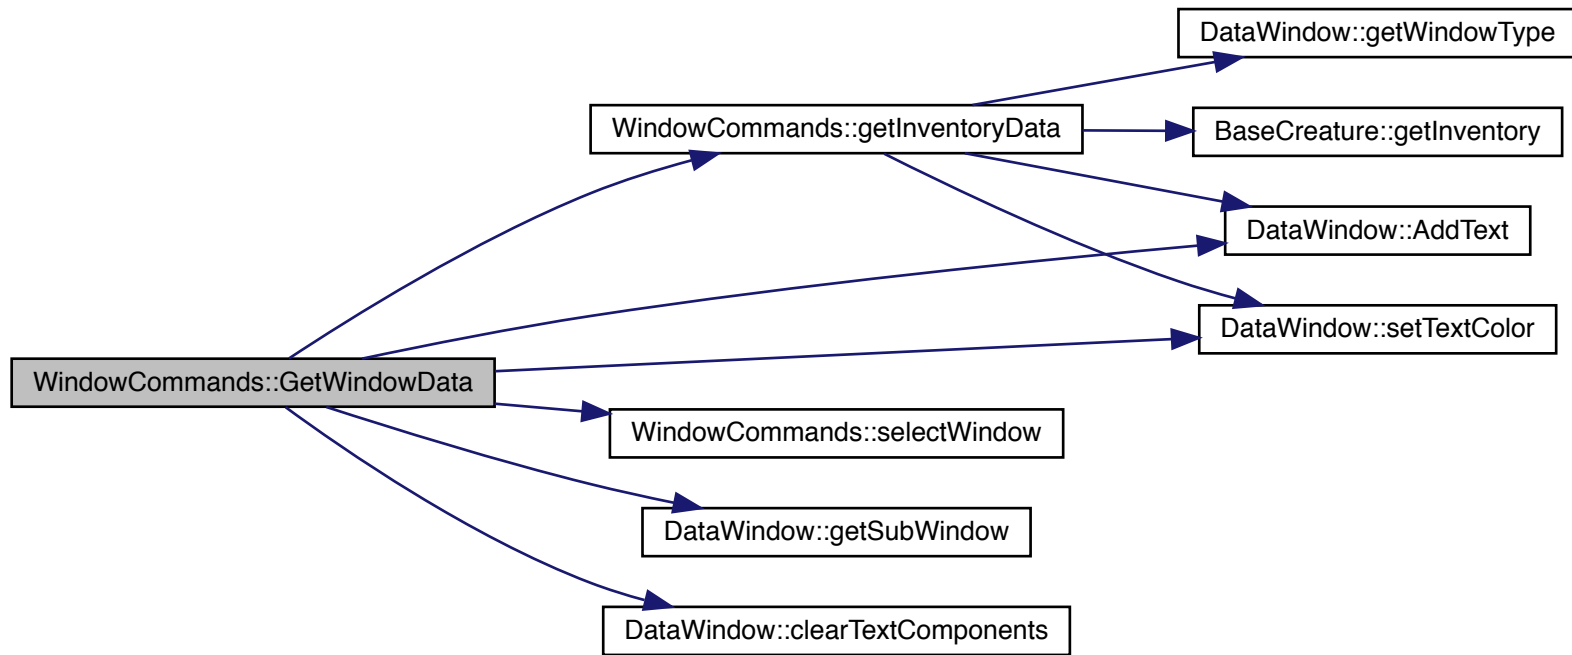 DataWindow::getWindowType
WindowCommands::getInventoryData
BaseCreature::getInventory
DataWindow::AddText
DataWindow::setTextColor
WindowCommands::GetWindowData
WindowCommands::selectWindow
DataWindow::getSubWindow
DataWindow::clearTextComponents